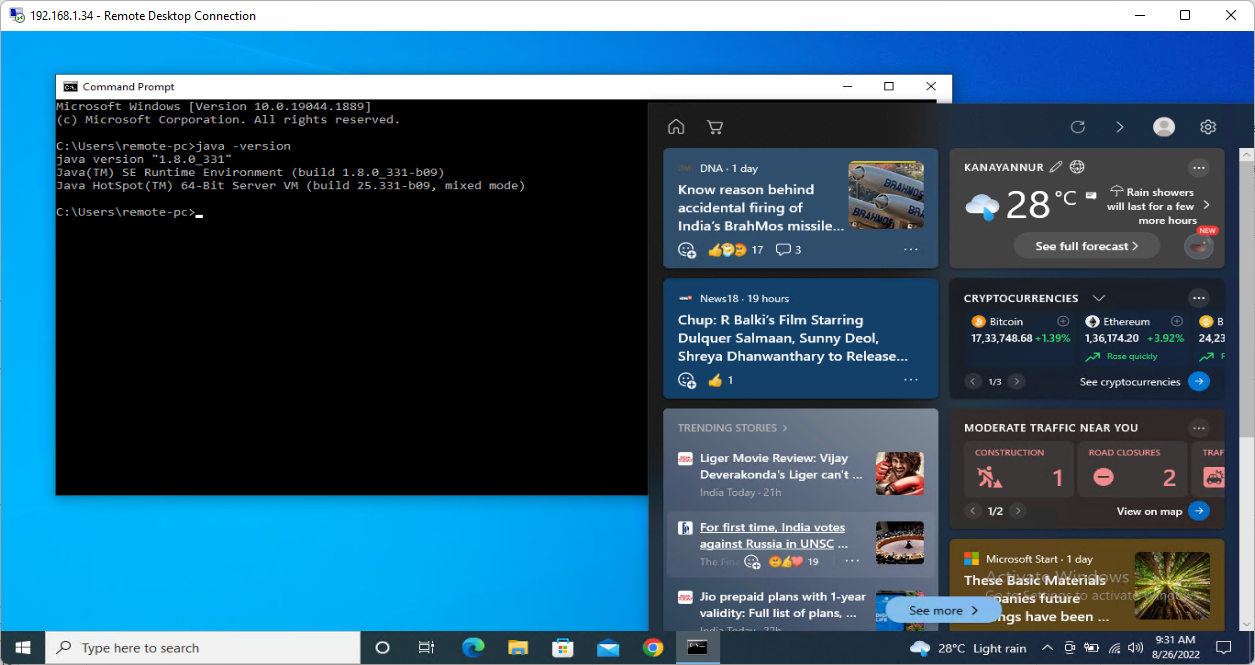 192.168.1.34 - Remote Desktop Connection
Command Prompt
Microsoft Windows [Version 10.0.19044.1889]
(c) Microsoft Corporation. All rights reserved.
C:\Users\remote-pc>java -version
java version "1.8.0_331"
Java(TM) SE Runtime Environment (build 1.8.0_331-b09)
Java HotSpot(TM) 64-Bit Server VM (build 25.331-b09, mixed mode)
C:\Users\remote-pc>
DNA · 1 day
Know reason behind
accidental firing of
India's BrahMos missile...
17
3
News18 · 19 hours
Chup: R Balki's Film Starring
Dulquer Salmaan, Sunny Deol,
Shreya Dhanwanthary to Release...
1
TRENDING STORIES >
Liger Movie Review: Vijay
Deverakonda's Liger can't ...
India Today · 21h
For first time, India votes
against Russia in UNSC ...
The Fin
19
Jio prepaid plans with 1-year
validity: Full list of plans, ...
India Today · 22h
KANAYANNUR
28 °C
Rain showers
will last for a few
more hours
See full forecast >
NEW
CRYPTOCURRENCIES
Bitcoin
17,33,748.68 +1.39%
Ethereum
1,36,174.20 +3.92%
Rose quickly
B
24,23
1/3
See cryptocurrencies
MODERATE TRAFFIC NEAR YOU
CONSTRUCTION
1
ROAD CLOSURES
2
TRAF
1/2
View on map
Microsoft Start · 1 day
These Basic Materials
panies future
ngs have been ...
Activate Windows
Go to Settings to activate Windows.
See more >
BRAHMOS
BRAHMOS
Type here to search
28°C Light rain
9:31 AM
8/26/2022